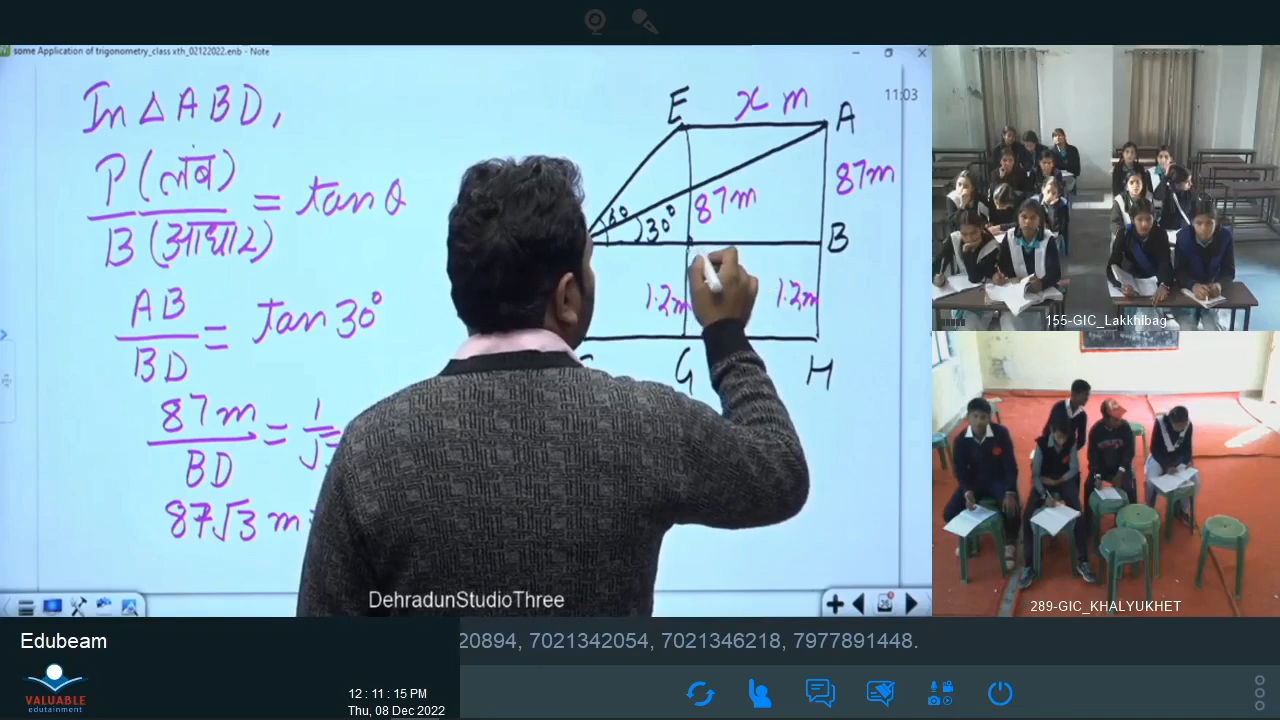 some Application of trigonometry_class xth_02122022.enb - Note
11:03
In △ ABD,
P (लंब)
B (आधार)
= tan θ
AB
BD
= tan 30°
87m
BD
= 1
√3
87√3 m =
E
x m
A
87m
87m
30°
B
1.2m
1.2m
G
H
DehradunStudioThree
155-GIC_Lakkhibag
289-GIC_KHALYUKHET
Edubeam
20894, 7021342054, 7021346218, 7977891448.
VALUABLE
edutainment
12 : 11 : 15 PM
Thu, 08 Dec 2022